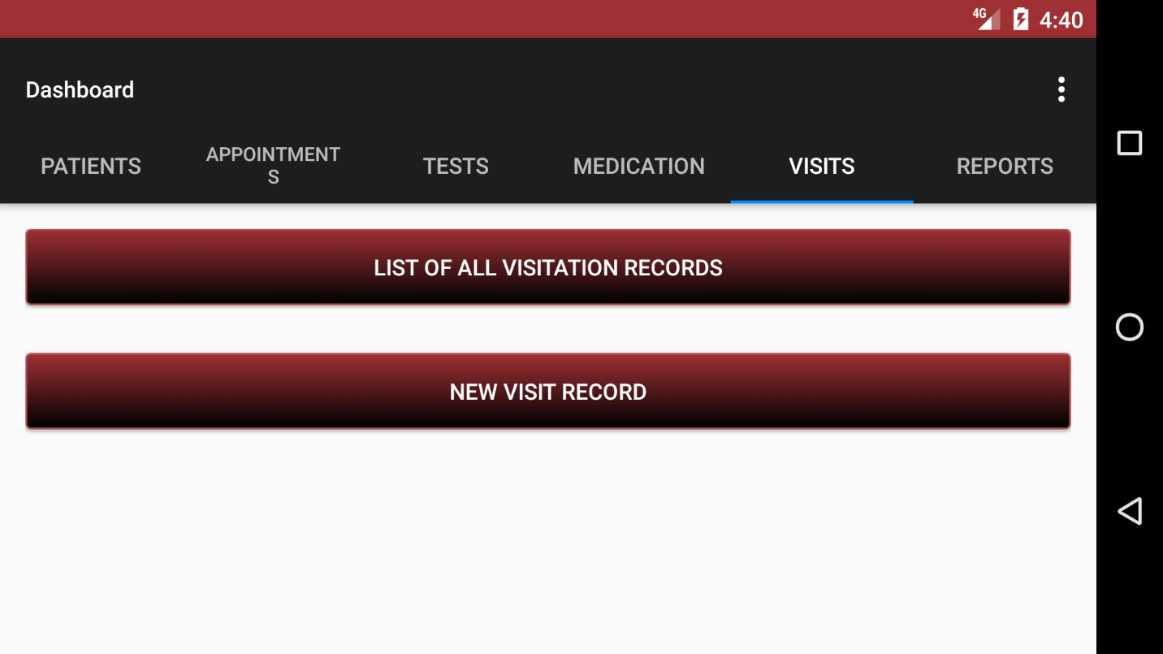 4G 4:40
Dashboard
PATIENTS
APPOINTMENT
S
TESTS
MEDICATION
VISITS
REPORTS
LIST OF ALL VISITATION RECORDS
NEW VISIT RECORD